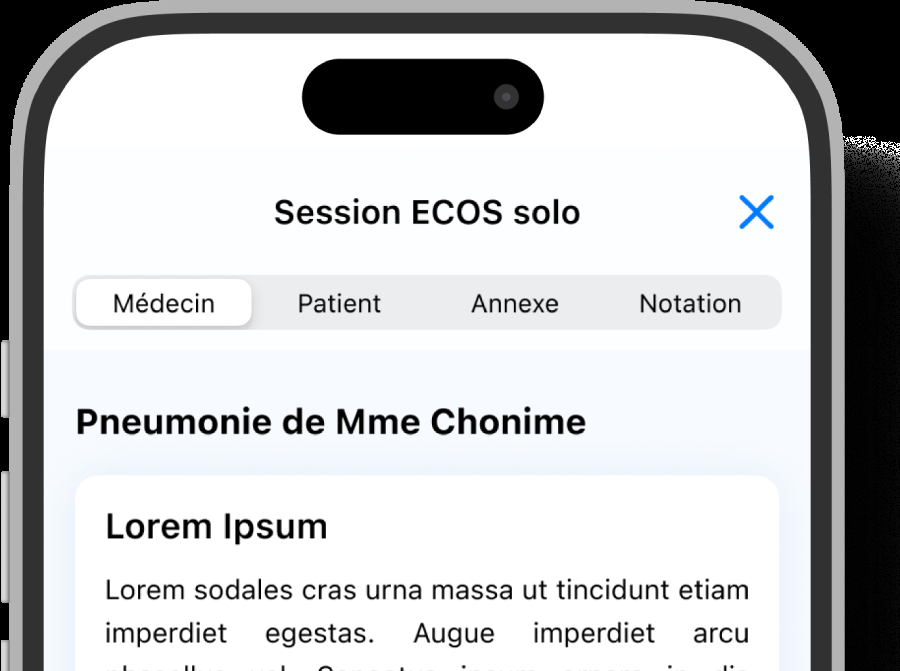 Session ECOS solo
Médecin Patient Annexe Notation
Pneumonie de Mme Chonime
Lorem Ipsum
Lorem sodales cras urna massa ut tincidunt etiam
imperdiet egestas. Augue imperdiet arcu